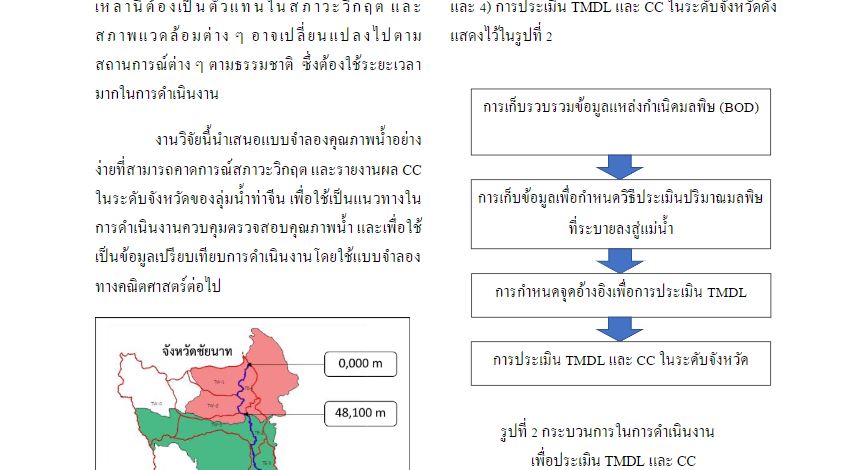 เหล่านี้ต้องเป็นตัวแทนในสภาวะวิกฤต และ
สภาพแวดล้อมต่าง ๆ อาจเปลี่ยนแปลงไปตาม
สถานการณ์ต่าง ๆ ตามธรรมชาติ ซึ่งต้องใช้ระยะเวลา
มากในการดำเนินงาน
งานวิจัยนี้นำเสนอแบบจำลองคุณภาพน้ำอย่าง
ง่ายที่สามารถคาดการณ์สภาวะวิกฤต และรายงานผล CC
ในระดับจังหวัดของลุ่มน้ำท่าจีน เพื่อใช้เป็นแนวทางใน
การดำเนินงานควบคุมตรวจสอบคุณภาพน้ำ และเพื่อใช้
เป็นข้อมูลเปรียบเทียบการดำเนินงานโดยใช้แบบจำลอง
ทางคณิตศาสตร์ต่อไป
จังหวัดชัยนาท
0,000 m
48,100 m
และ 4) การประเมิน TMDL และ CC ในระดับจังหวัดดัง
แสดงไว้ในรูปที่ 2
การเก็บรวบรวมข้อมูลแหล่งกำเนิดมลพิษ (BOD)
การเก็บข้อมูลเพื่อกำหนดวิธีประเมินปริมาณมลพิษ
ที่ระบายลงสู่แม่น้ำ
การกำหนดจุดอ้างอิงเพื่อการประเมิน TMDL
การประเมิน TMDL และ CC ในระดับจังหวัด
รูปที่ 2 กระบวนการในการดำเนินงาน
เพื่อประเมิน TMDL และ CC